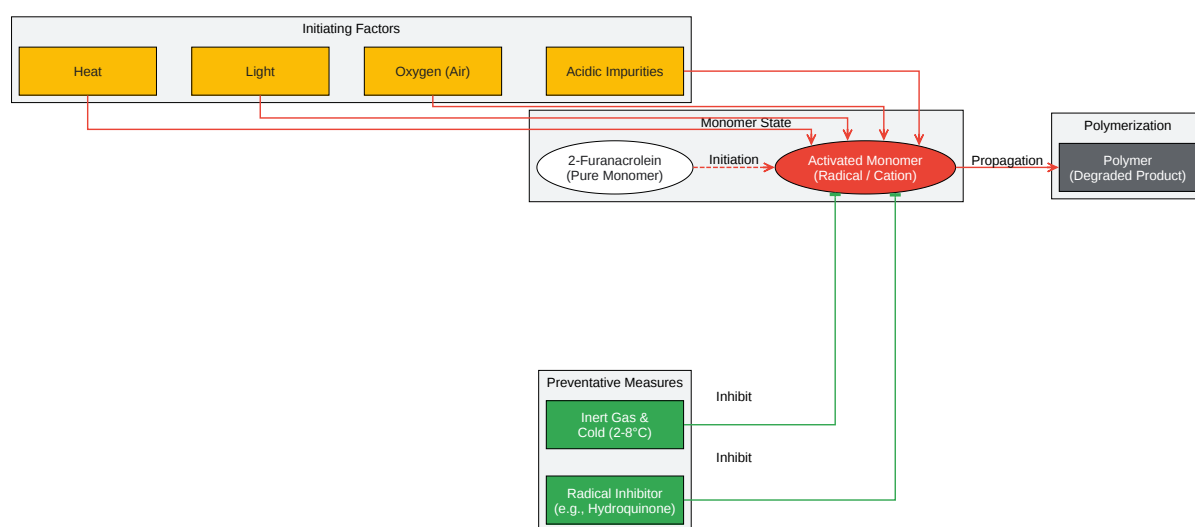 Initiating Factors
Heat
Light
Oxygen (Air)
Acidic Impurities
Monomer State
2-Furanacrolein
(Pure Monomer)
Initiation
Activated Monomer
(Radical / Cation)
Propagation
Polymerization
Polymer
(Degraded Product)
Preventative Measures
Inert Gas &
Cold (2-8°C)
Inhibit
Radical Inhibitor
(e.g., Hydroquinone)
Inhibit